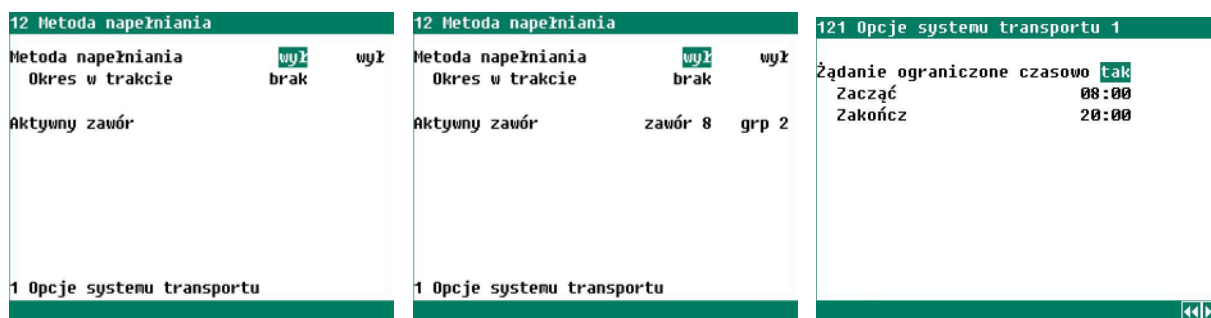 12 Metoda napełniania
Metoda napełniania wył wył
Okres w trakcie brak
Aktywny zawór
1 Opcje systemu transportu
12 Metoda napełniania
Metoda napełniania wył wył
Okres w trakcie brak
Aktywny zawór zawór 8 grp 2
1 Opcje systemu transportu
121 Opcje systemu transportu 1
Żądanie ograniczone czasowo tak
Zacząć 08:00
Zakończ 20:00